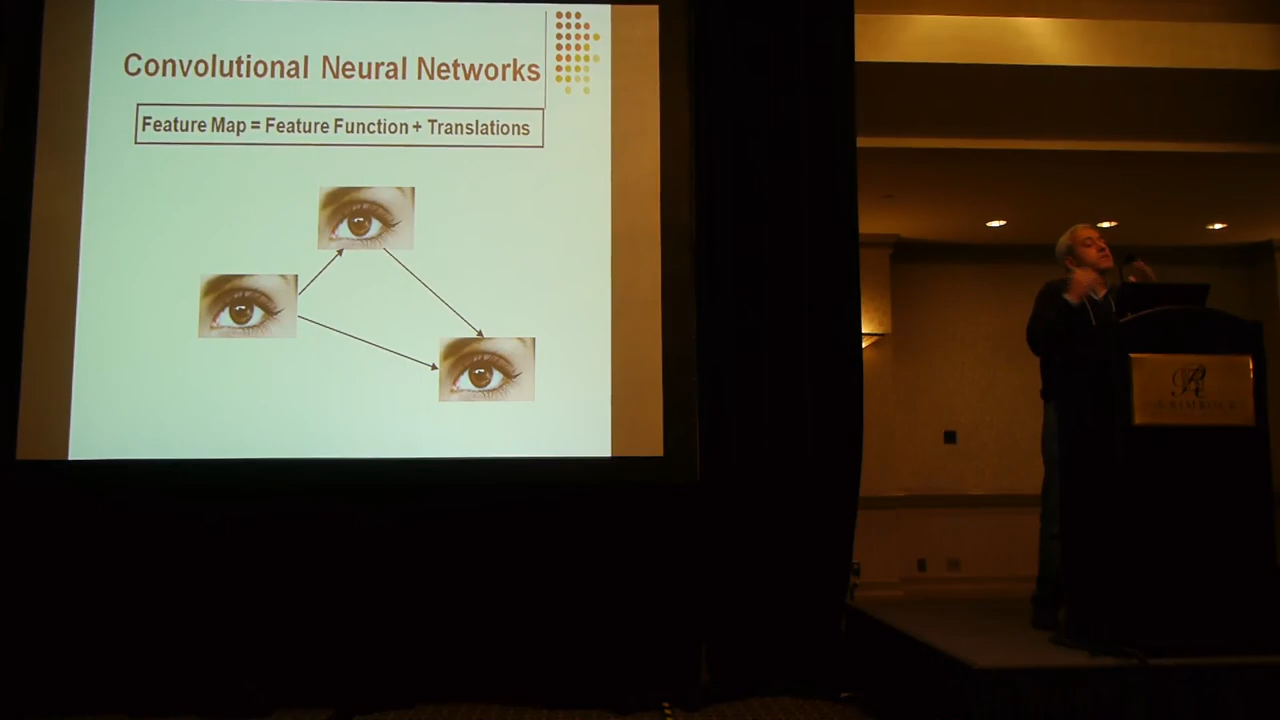 Convolutional Neural Networks
Feature Map = Feature Function + Translations